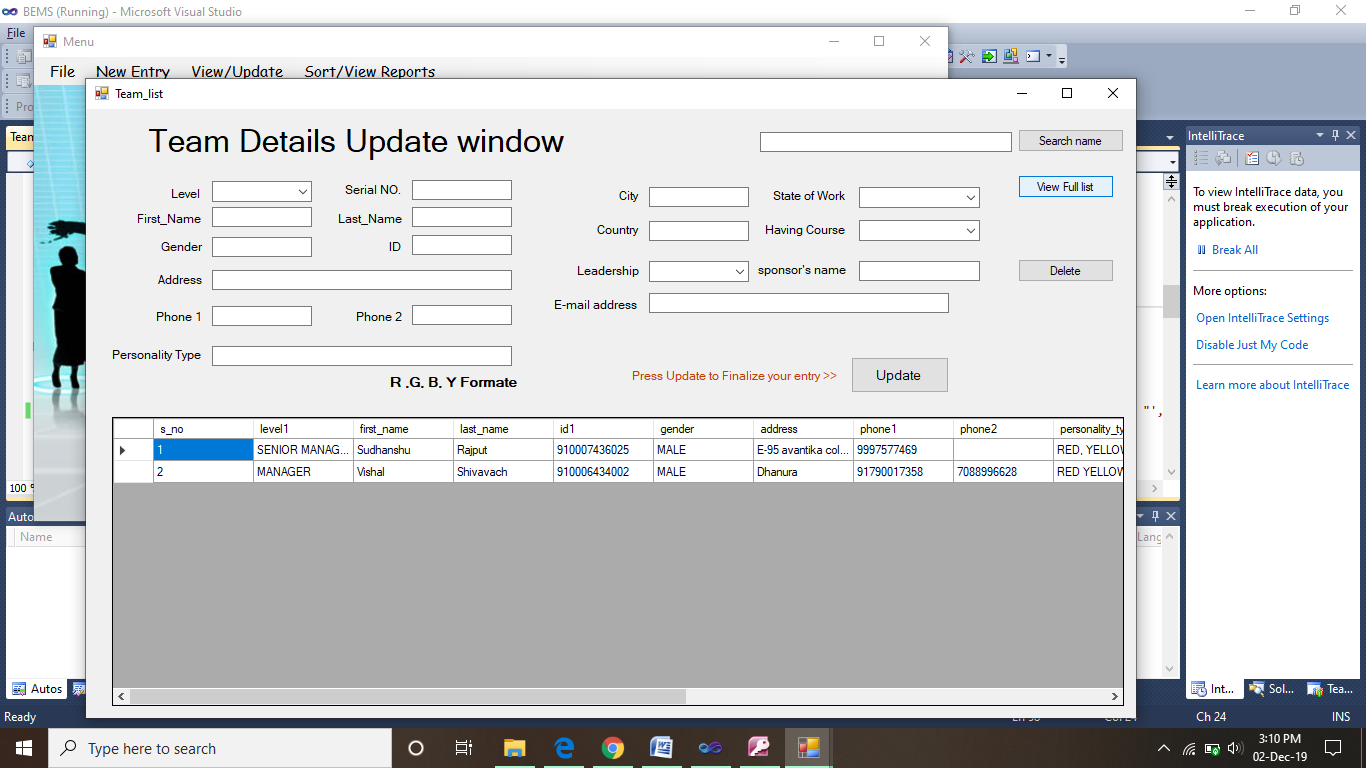 BEMS (Running) - Microsoft Visual Studio
File
Menu
File New Entry View/Update Sort/View Reports
Team_list
Team Details Update window
Search name
View Full list
Level
Serial NO.
First_Name
Last_Name
Gender
ID
Address
Phone 1
Phone 2
Personality Type
R ,G, B, Y Formate
City
State of Work
Country
Having Course
Leadership
sponsor's name
Delete
E-mail address
Press Update to Finalize your entry >>
Update
s_no level1 first_name last_name id1 gender address phone1 phone2 personality_ty
1 SENIOR MANAG... Sudhanshu Rajput 910007436025 MALE E-95 avantika col... 9997577469 RED, YELLOW
2 MANAGER Vishal Shivavach 910006434002 MALE Dhanura 91790017358 7088996628 RED YELLOW
Team
100 %
Auto
Name
Lang
Autos
"',
IntelliTrace
To view IntelliTrace data, you
must break execution of your
application.
Break All
More options:
Open IntelliTrace Settings
Disable Just My Code
Learn more about IntelliTrace
Int... Sol... Tea...
Ready
Ch 24
INS
Type here to search
3:10 PM
02-Dec-19